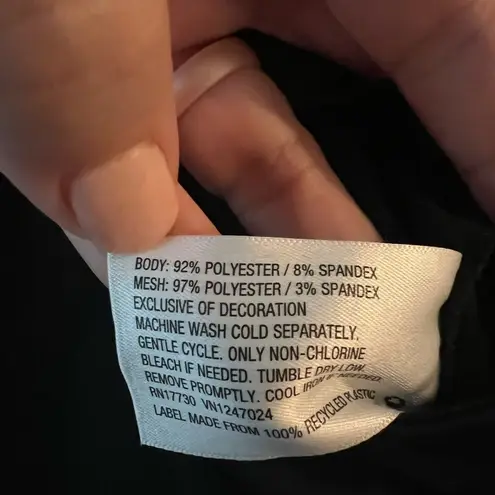 BODY: 92% POLYESTER / 8% SPANDEX
MESH: 97% POLYESTER / 3% SPANDEX
EXCLUSIVE OF DECORATION
MACHINE WASH COLD SEPARATELY,
GENTLE CYCLE. ONLY NON-CHLORINE
BLEACH IF NEEDED. TUMBLE DRY LOW.
REMOVE PROMPTLY. COOL IRON IF NEEDED.
RN17730 VN1247024
LABEL MADE FROM 100% RECYCLED PLASTIC